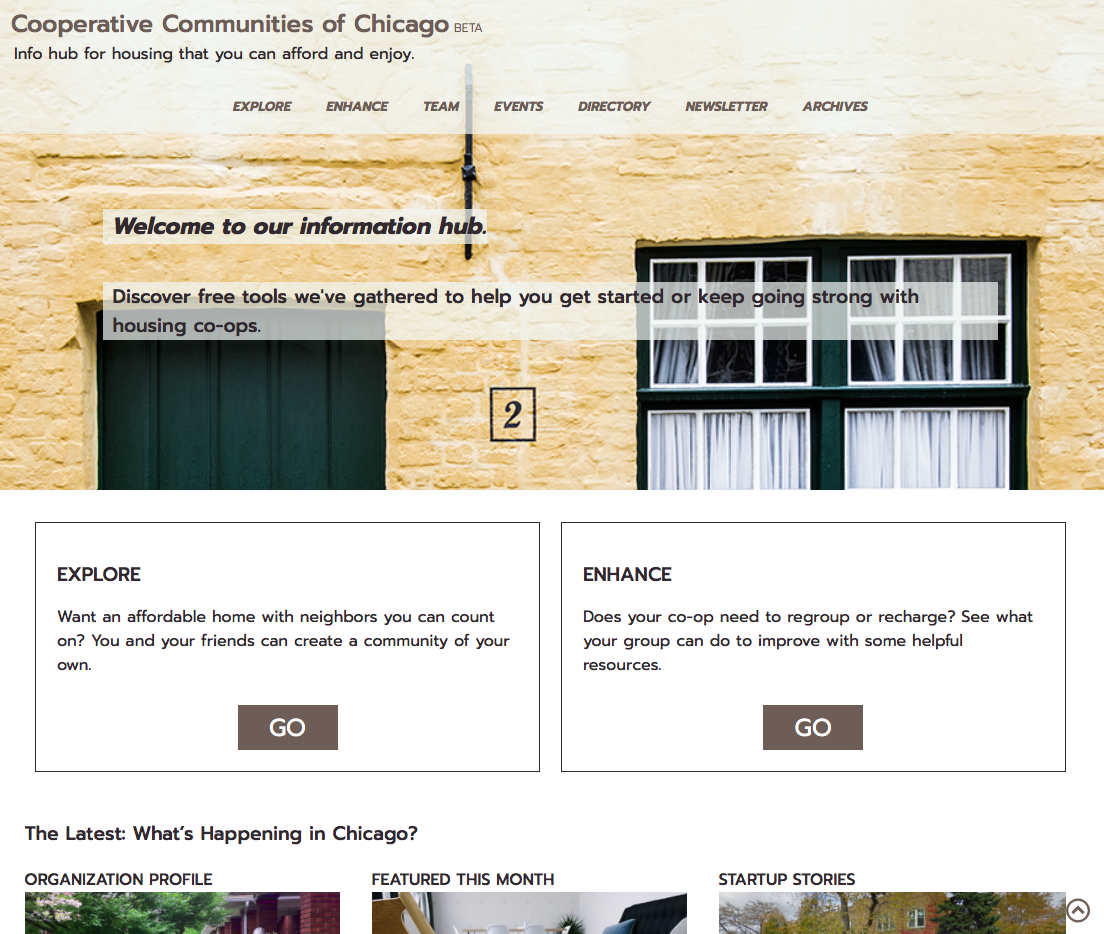 Cooperative Communities of Chicago BETA
Info hub for housing that you can afford and enjoy.
EXPLORE ENHANCE TEAM EVENTS DIRECTORY NEWSLETTER ARCHIVES
Welcome to our information hub.
Discover free tools we've gathered to help you get started or keep going strong with
housing co-ops.
2
EXPLORE
Want an affordable home with neighbors you can count
on? You and your friends can create a community of your
own.
GO
ENHANCE
Does your co-op need to regroup or recharge? See what
your group can do to improve with some helpful
resources.
GO
The Latest: What’s Happening in Chicago?
ORGANIZATION PROFILE
FEATURED THIS MONTH
STARTUP STORIES